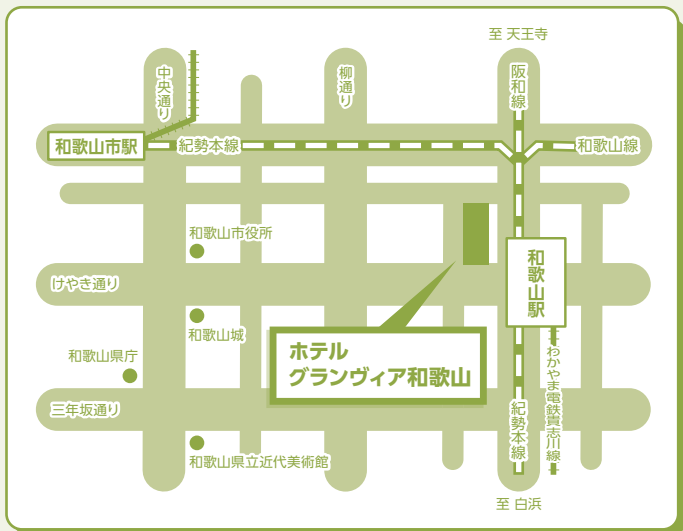 至 天王寺
中央通り
柳通り
阪和線
和歌山市駅
紀勢本線
和歌山線
和歌山市役所
和歌山駅
けやき通り
和歌山城
ホテル
グランヴィア和歌山
和歌山県庁
わかやま電鉄貴志川線
三年坂通り
紀勢本線
和歌山県立近代美術館
至 白浜